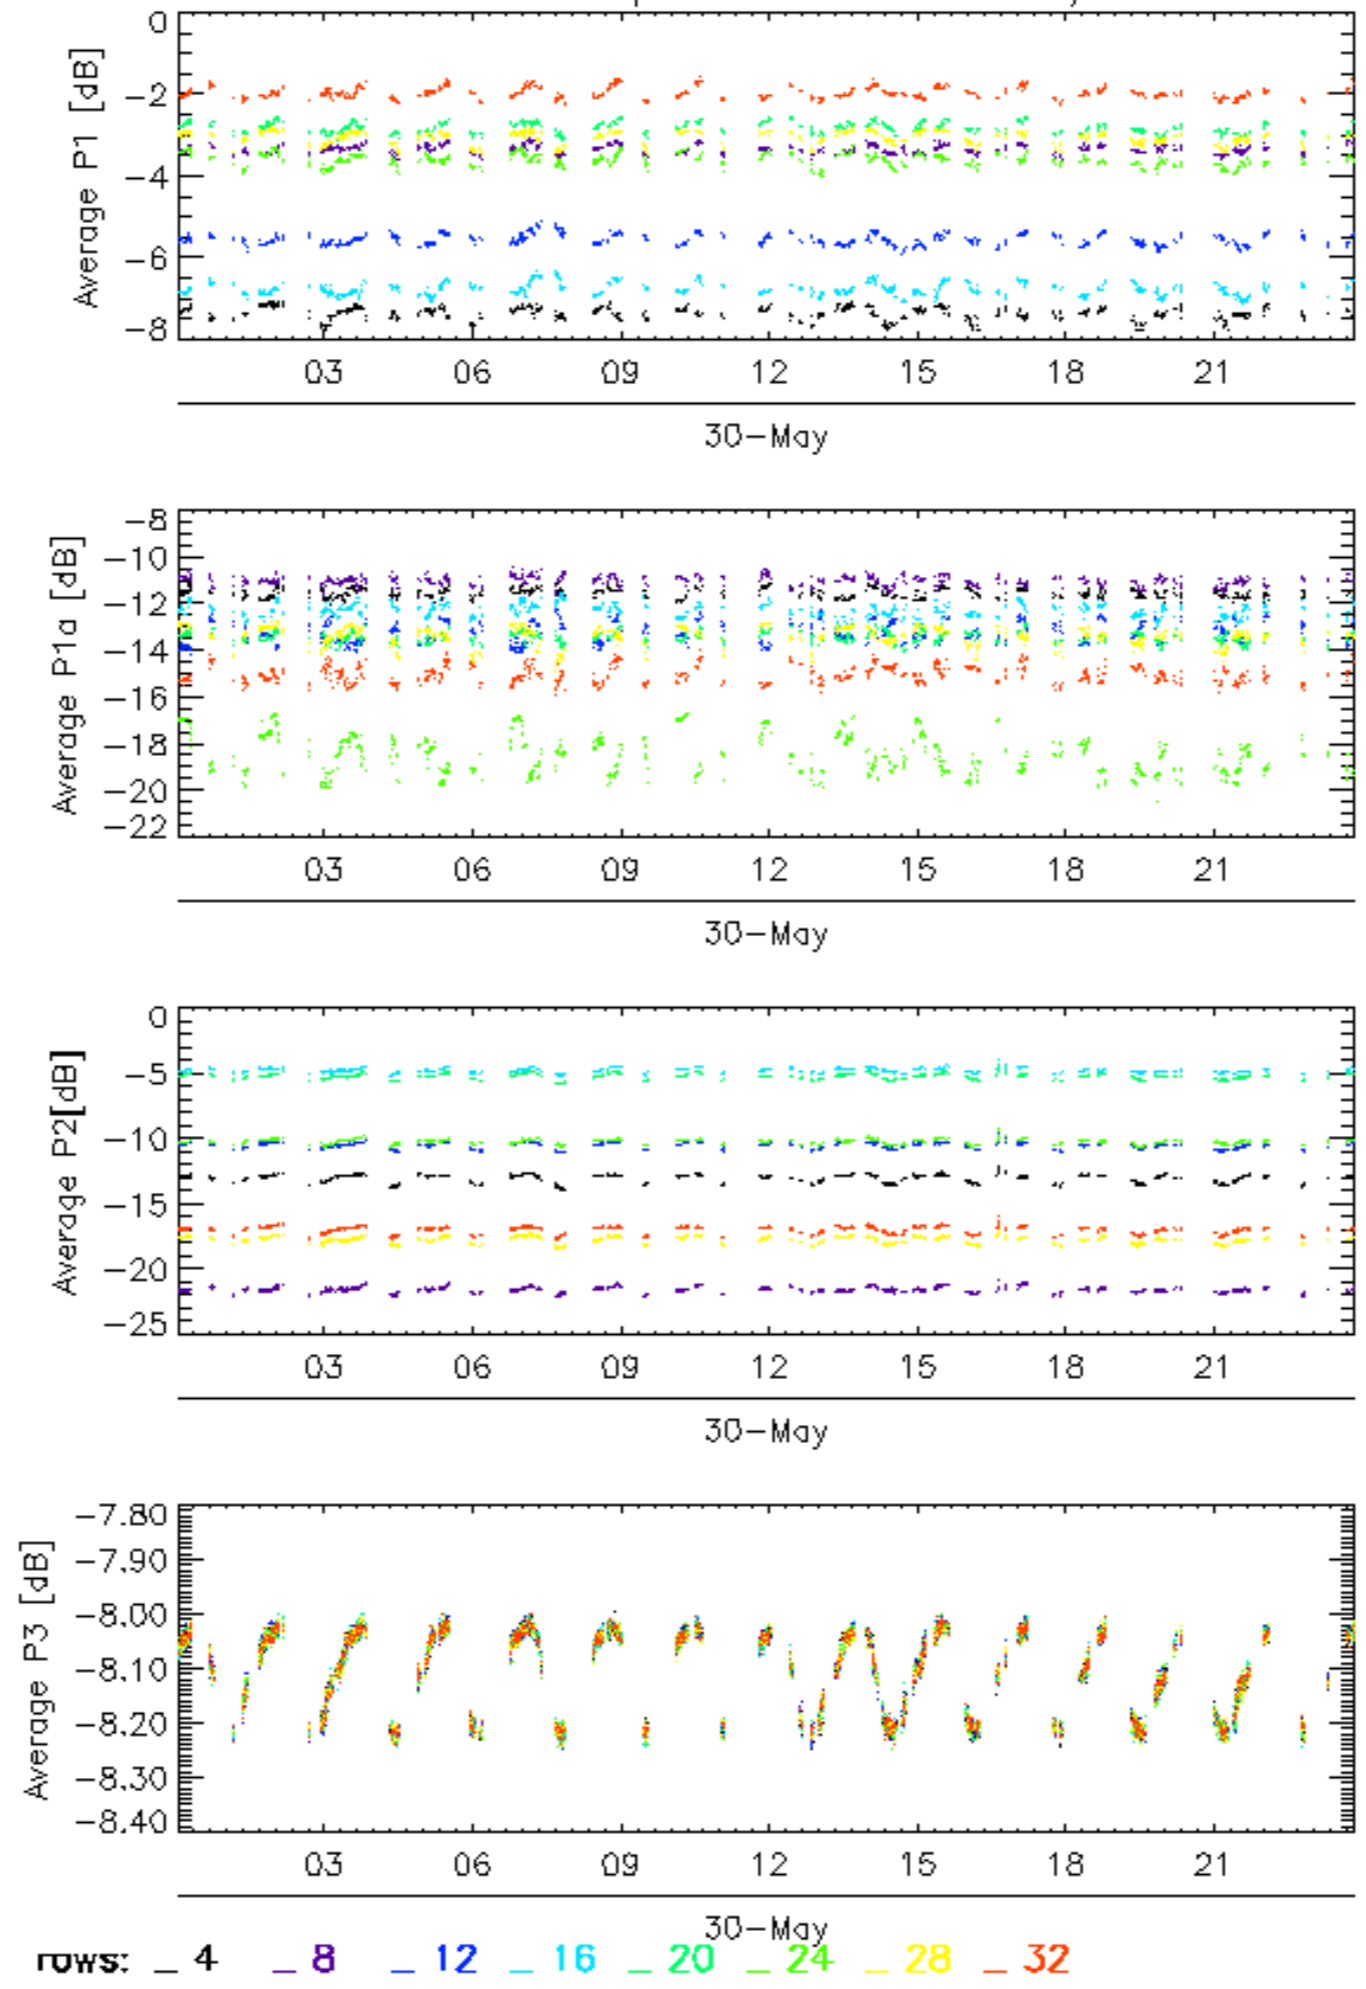 0
-2
-4
-6
-8
Average P1 [dB]
03 06 09 12 15 18 21
30-May
-8
-10
-12
-14
-16
-18
-20
-22
Average P1a [dB]
03 06 09 12 15 18 21
30-May
0
-5
-10
-15
-20
-25
Average P2[dB]
03 06 09 12 15 18 21
30-May
-7.80
-7.90
-8.00
-8.10
-8.20
-8.30
-8.40
Average P3 [dB]
03 06 09 12 15 18 21
30-May
rows: _ 4 _ 8 _ 12 _ 16 _ 20 _ 24 _ 28 _ 32